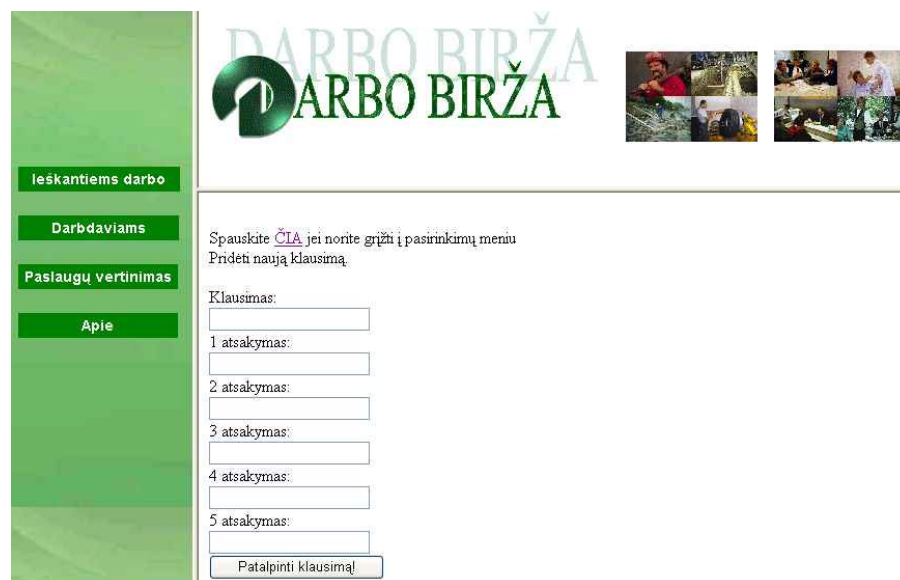 DARBO BIRŽA
DARBO BIRŽA
Ieškantiems darbo
Darbdaviams
Paslaugų vertinimas
Apie
Spauskite ČIA jei norite grįžti į pasirinkimų meniu
Pridėti naują klausimą.
Klausimas:
1 atsakymas:
2 atsakymas:
3 atsakymas:
4 atsakymas:
5 atsakymas:
Patalpinti klausimą!